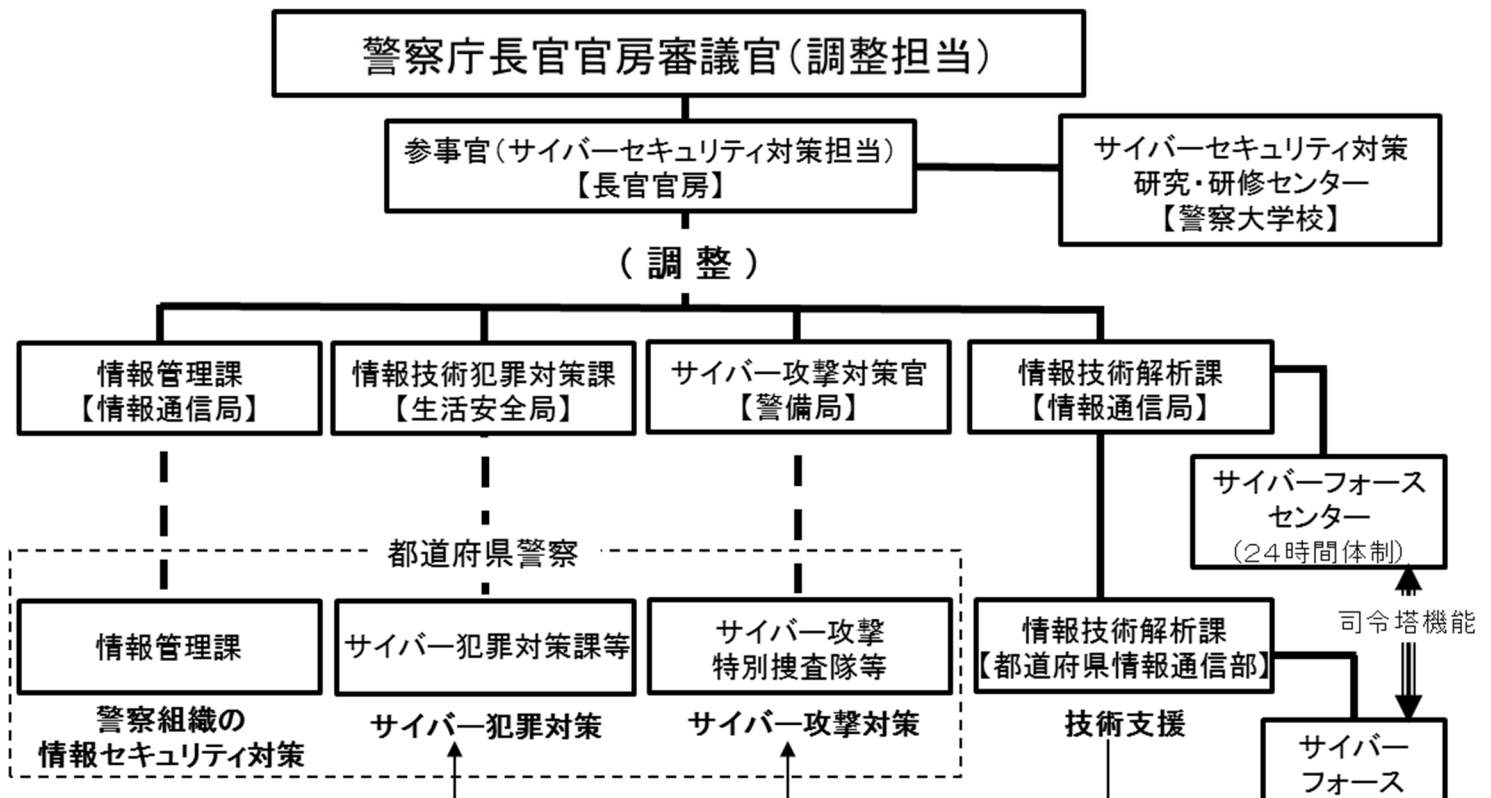 警察庁長官官房審議官(調整担当)
参事官(サイバーセキュリティ対策担当)
【長官官房】
サイバーセキュリティ対策
研究・研修センター
【警察大学校】
(調整)
情報管理課
【情報通信局】
情報技術犯罪対策課
【生活安全局】
サイバー攻撃対策官
【警備局】
情報技術解析課
【情報通信局】
サイバーフォース
センター
(24時間体制)
都道府県警察
司令塔機能
情報管理課
サイバー犯罪対策課等
サイバー攻撃
特別捜査隊等
情報技術解析課
【都道府県情報通信部】
警察組織の
情報セキュリティ対策
サイバー犯罪対策
サイバー攻撃対策
技術支援
サイバー
フォース